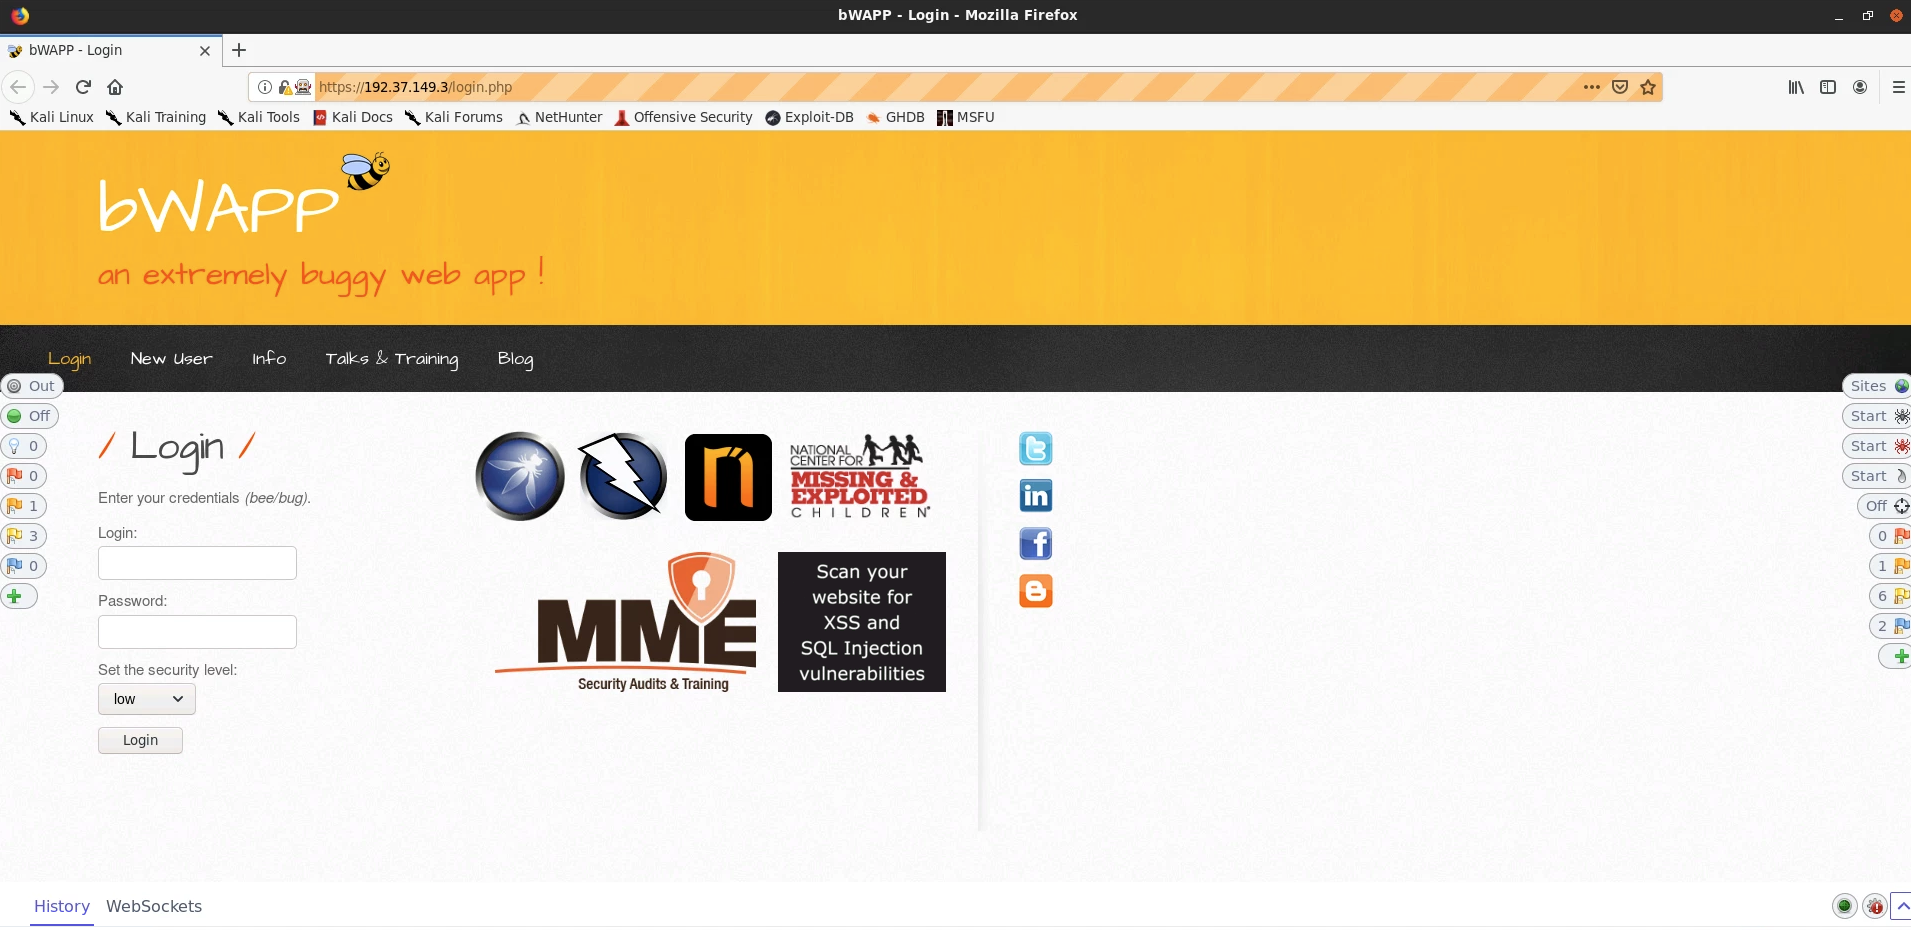 bWAPP - Login - Mozilla Firefox
bWAPP - Login
https://192.37.149.3/login.php
Kali Linux Kali Training Kali Tools Kali Docs Kali Forums NetHunter Offensive Security Exploit-DB GHDB MSFU
bWAPP
an extremely buggy web app !
Login New User Info Talks & Training Blog
Out
Off
0
0
1
3
0
/ Login /
Enter your credentials (bee/bug).
Login:
Password:
Set the security level:
low
Login
NATIONAL
CENTER FOR
MISSING &
EXPLOITED
CHILDREN®
MME
Security Audits & Training
Scan your
website for
XSS and
SQL Injection
vulnerabilities
Sites
Start
Start
Start
Off
0
1
6
2
History WebSockets